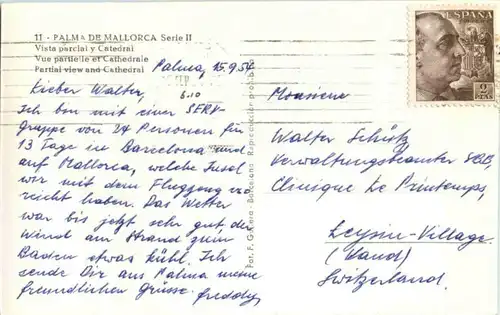 11 - PALMA DE MALLORCA Serie II
Vista parcial y Catedral
Vue partielle et Cathedrale
Partial view and Cathedral
Palma, 15.9.54
Lieber Walter,
Ich bin mit einer SERV-
gruppe von 24 Personen für
13 Tage in Barcelona und
auf Mallorca, welche Insel
wir mit dem Flugzeug er-
reicht haben. Das Wetter
war bis jetzt sehr gut, der
Wind am Strand zum
Baden etwas kühl. Ich
sende Dir aus Palma meine
freundlichen Grüsse. Freddy
ESPAÑA
2
PTAS
Monsieur
Walter Schütz
Verwaltungsbeamter
Clinique Le Printemps,
Leysin-Village
(Vaud)
Switzerland.